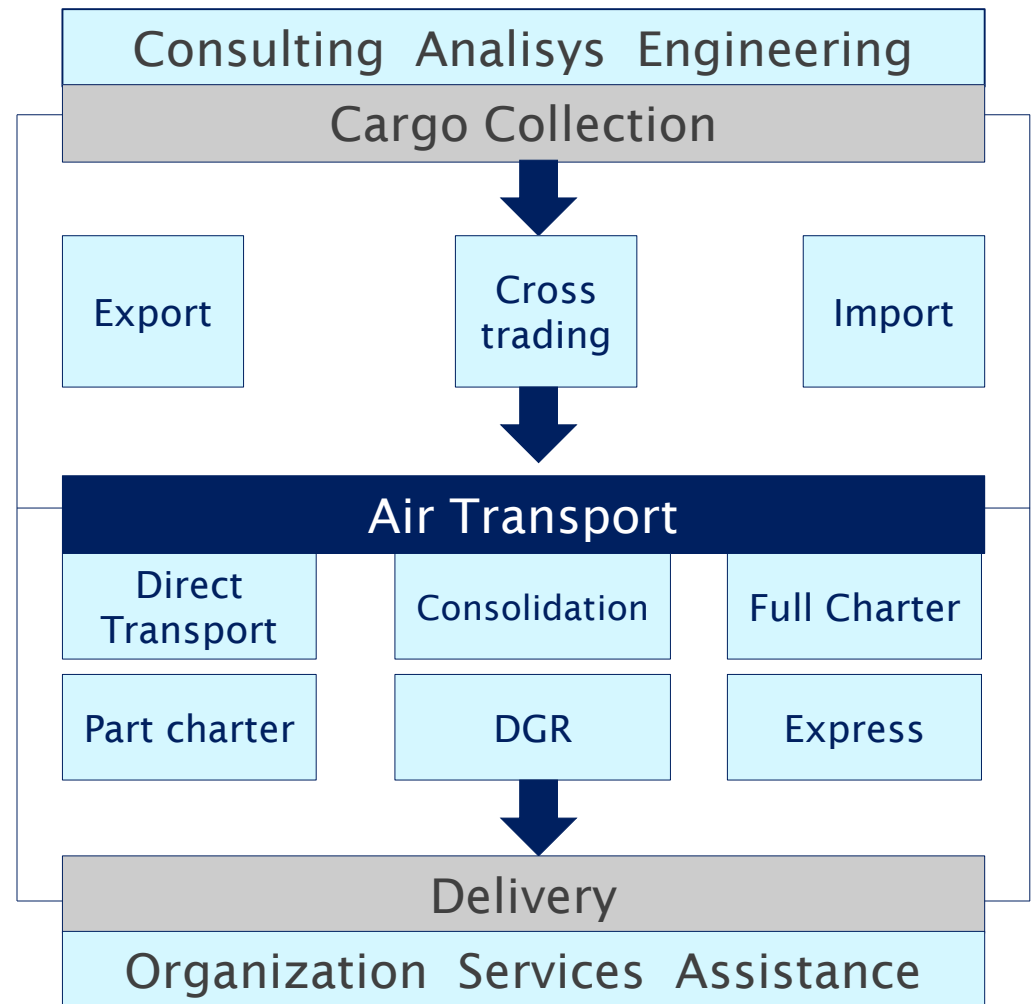 Consulting Analisys Engineering
Cargo Collection
Export
Cross
trading
Import
Air Transport
Direct
Transport
Consolidation
Full Charter
Part charter
DGR
Express
Delivery
Organization Services Assistance